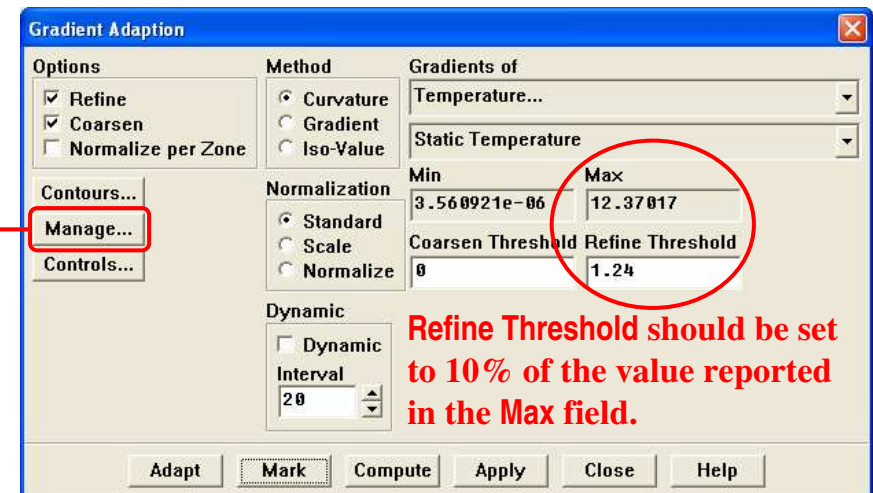 Gradient Adaption
Options
Refine
Coarsen
Normalize per Zone
Contours...
Manage...
Controls...
Method
Curvature
Gradient
Iso-Value
Normalization
Standard
Scale
Normalize
Dynamic
Dynamic
Interval
20
Gradients of
Temperature...
Static Temperature
Min Max
3.560921e-06 12.37017
Coarsen Threshold Refine Threshold
0 1.24
Refine Threshold should be set
to 10% of the value reported
in the Max field.
Adapt Mark Compute Apply Close Help